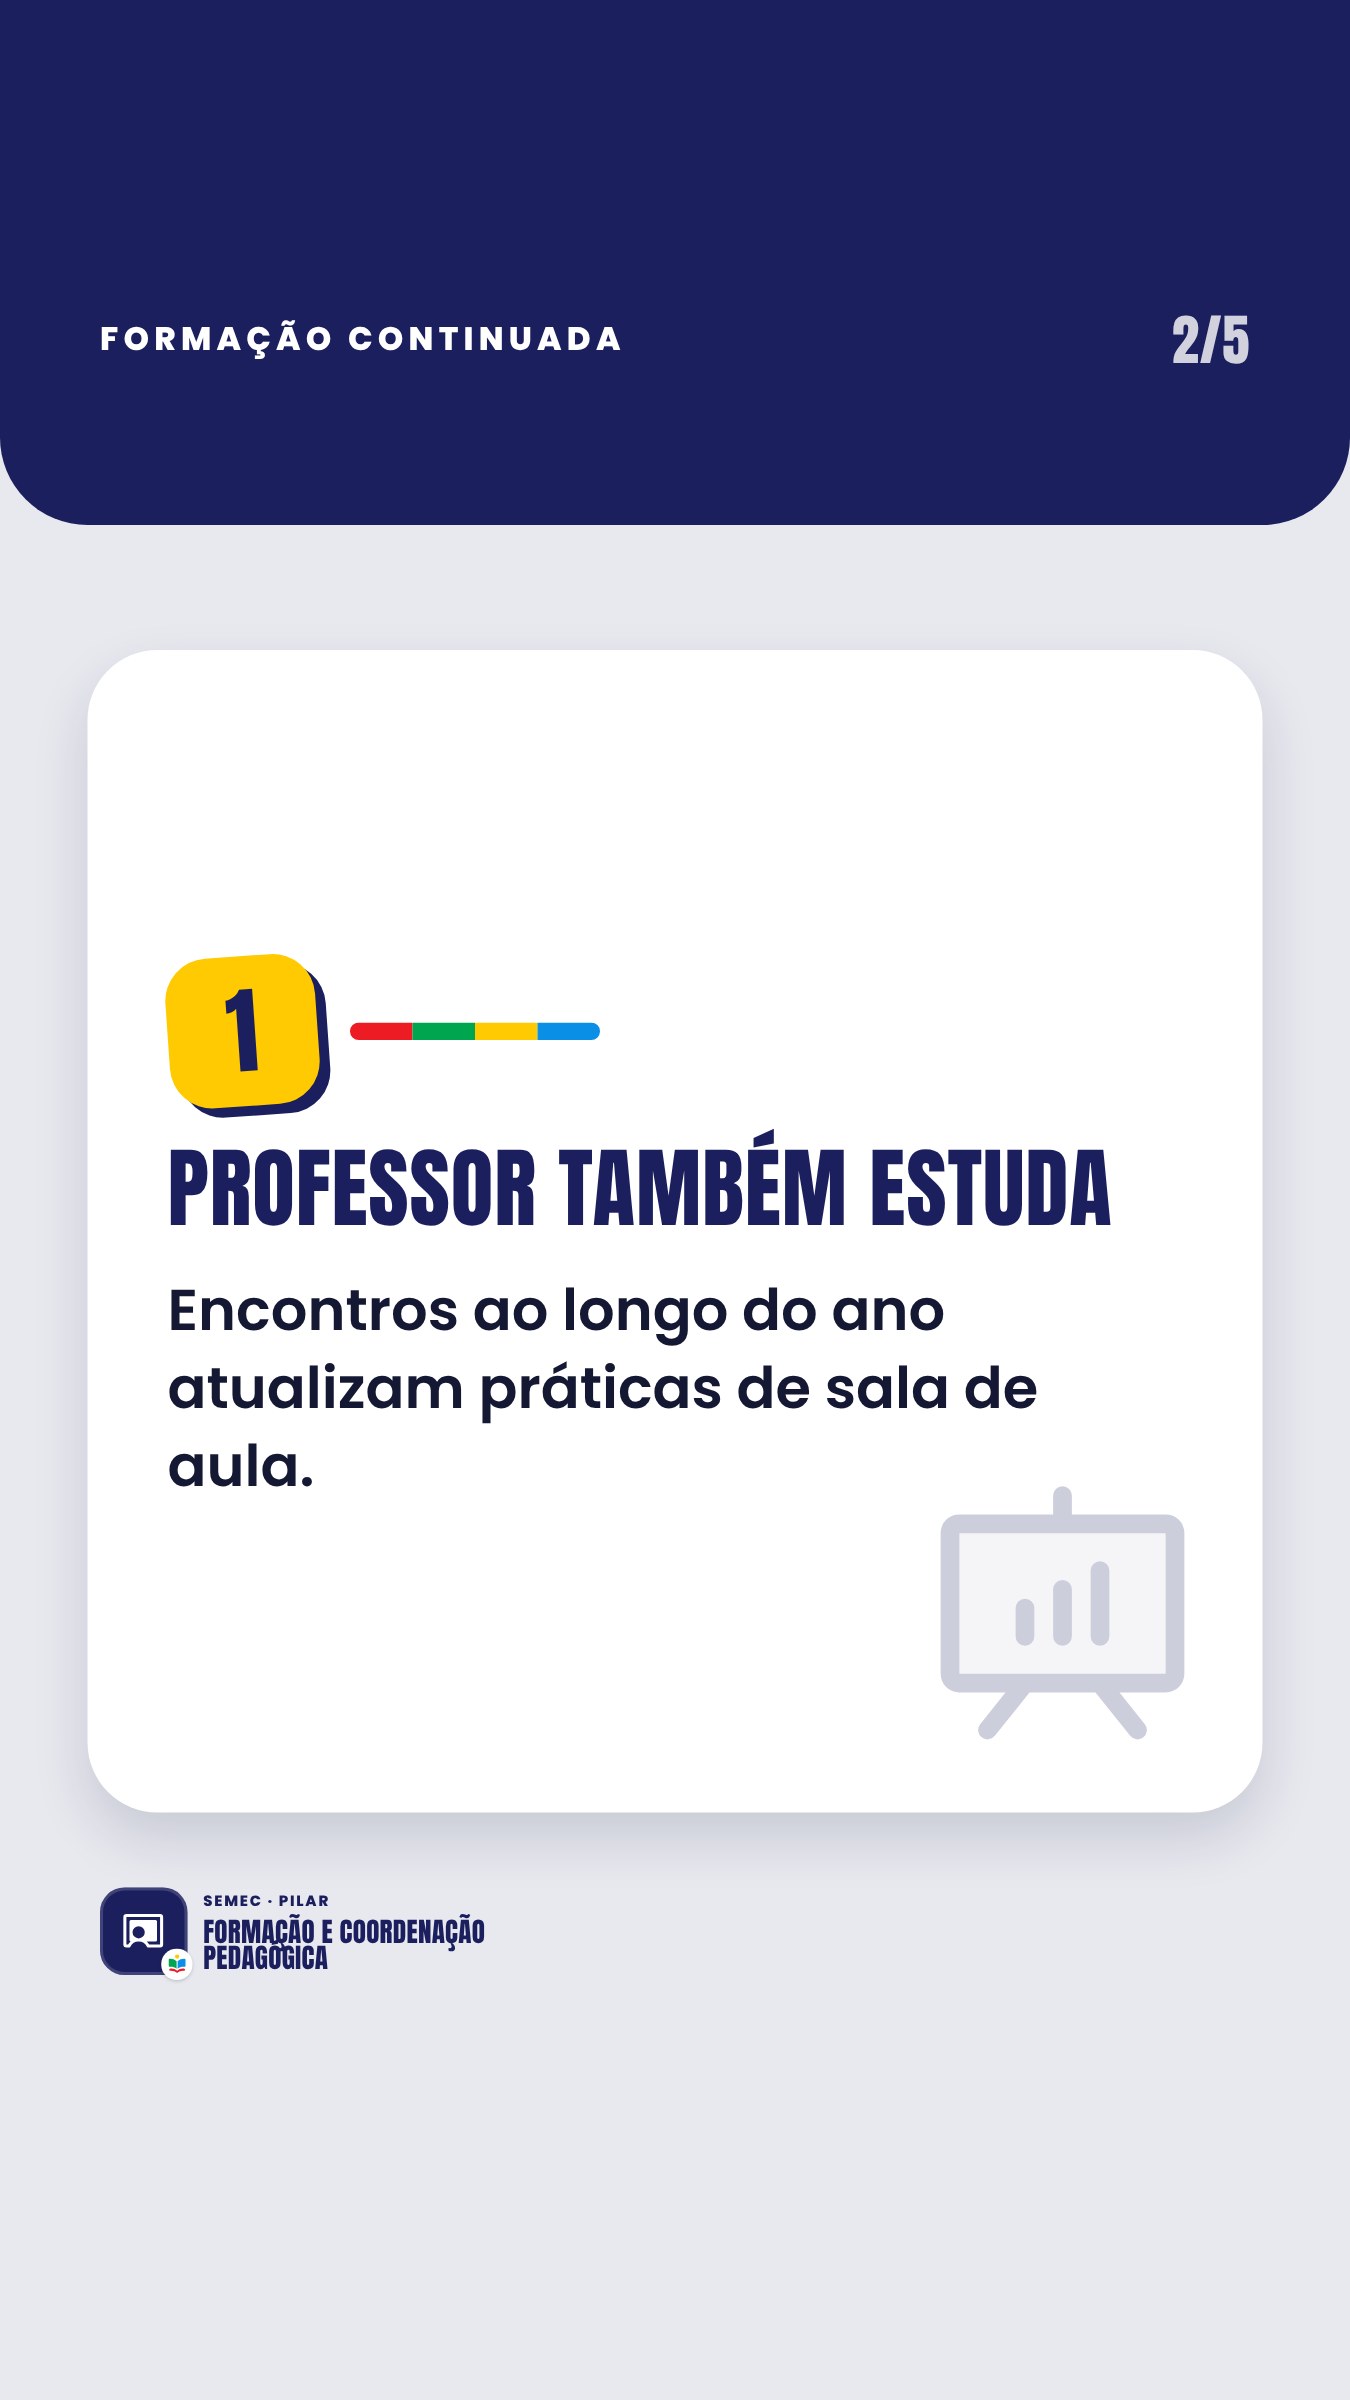 FORMAÇÃO CONTINUADA
2/5
1
PROFESSOR TAMBÉM ESTUDA
Encontros ao longo do ano
atualizam práticas de sala de
aula.
SEMEC · PILAR
FORMAÇÃO E COORDENAÇÃO
PEDAGÓGICA